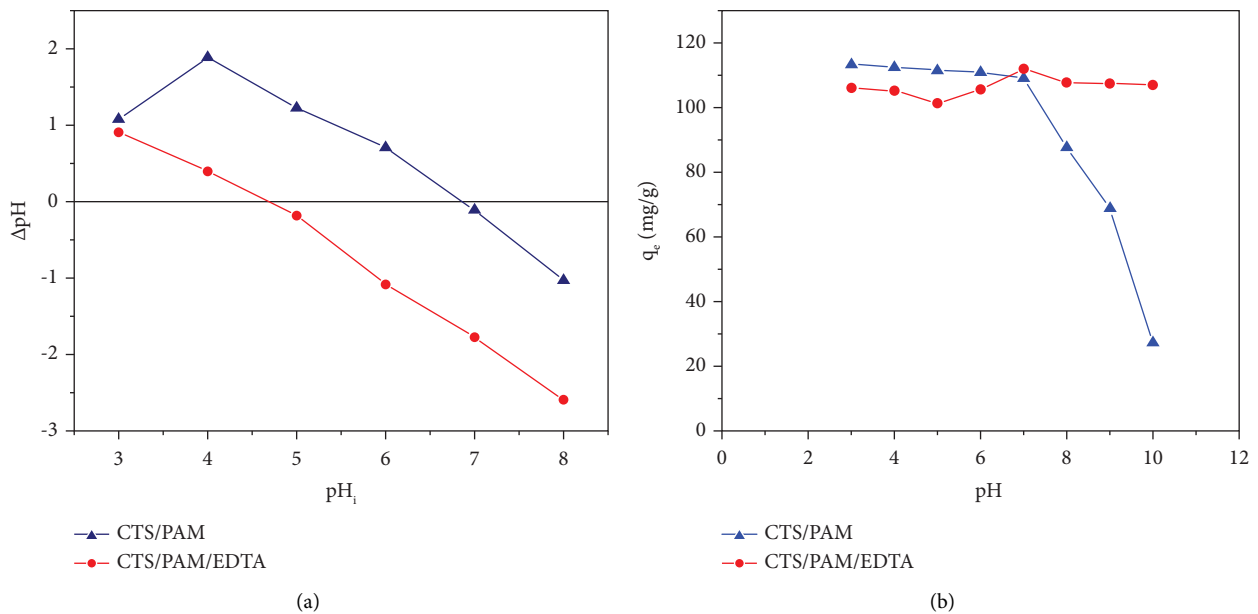 2
1
0
-1
-2
-3
ΔpH
3 4 5 6 7 8
pHᵢ
CTS/PAM
CTS/PAM/EDTA
(a)
120
100
80
60
40
20
0
qₑ (mg/g)
0 2 4 6 8 10 12
pH
CTS/PAM
CTS/PAM/EDTA
(b)